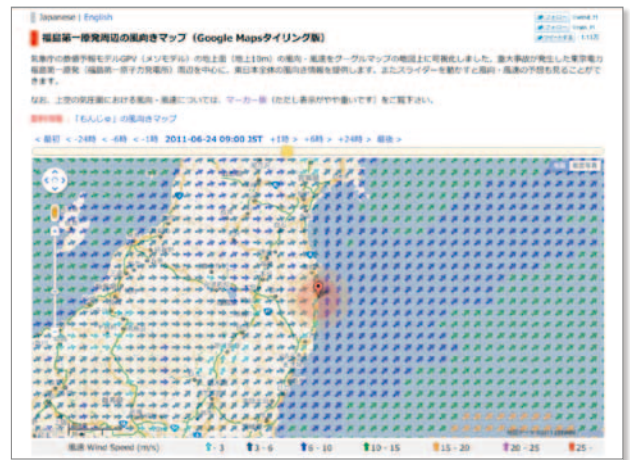 Japanese | English
福島第一原発周辺の風向きマップ（Google Mapsタイリング版）
気象庁の数値予報モデルGPV（メソモデル）の地上面（地上10m）の風向・風速をグーグルマップの地図上に可視化しました。重大事故が発生した東京電力
福島第一原発（福島第一原子力発電所）周辺を中心に、東日本全体の風向き情報を提供します。またスライダーを動かすと風向・風速の予想も見ることがで
きます。
なお、上空の気圧面における風向・風速については、マーカー版（ただし表示がやや重いです）をご覧下さい。
「もんじゅ」の風向きマップ
< 最初 < -24時 < -6時 < -1時 2011-06-24 09:00 JST +1時 > +6時 > +24時 > 最後 >
風速 Wind Speed (m/s) - 3 3 - 6 6 - 10 10 - 15 15 - 20 20 - 25 25 -